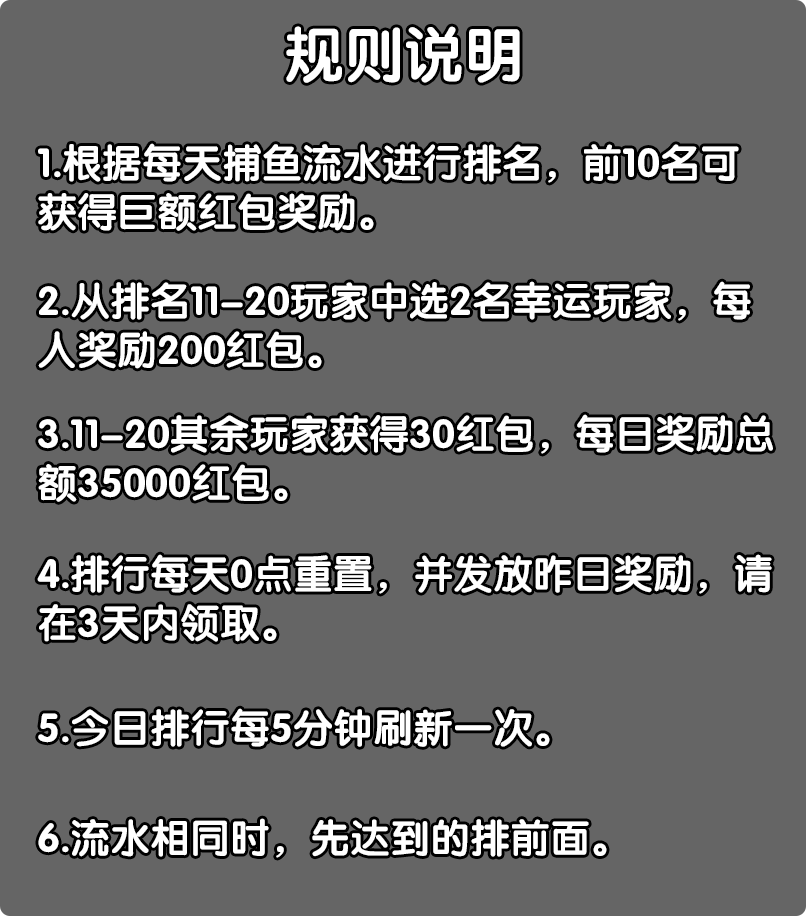 规则说明
1.根据每天捕鱼流水进行排名，前10名可
获得巨额红包奖励。
2.从排名11-20玩家中选2名幸运玩家，每
人奖励200红包。
3.11-20其余玩家获得30红包，每日奖励总
额35000红包。
4.排行每天0点重置，并发放昨日奖励，请
在3天内领取。
5.今日排行每5分钟刷新一次。
6.流水相同时，先达到的排前面。